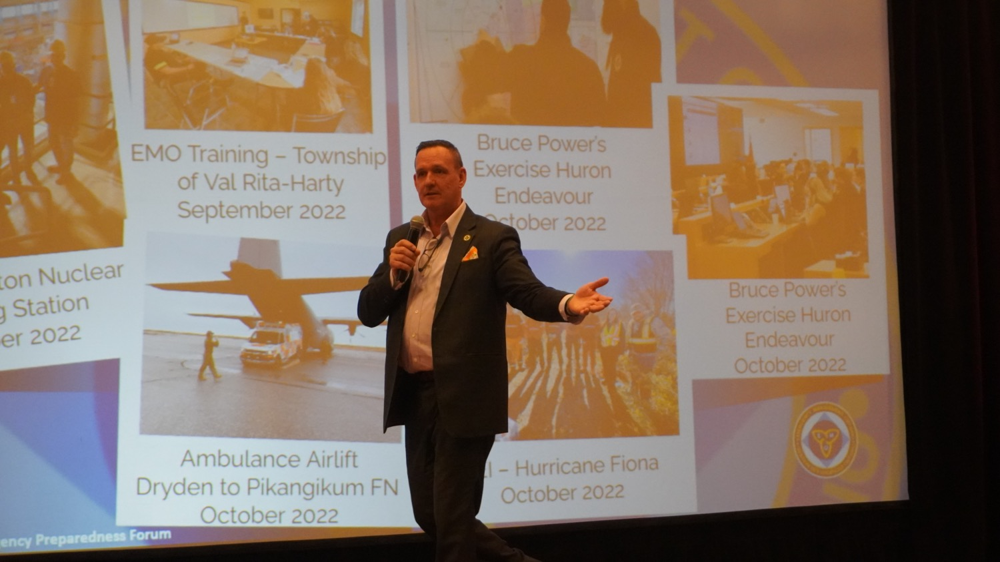 EMO Training – Township
of Val Rita-Harty
September 2022
Bruce Power's
Exercise Huron
Endeavour
October 2022
Bruce Power's
Exercise Huron
Endeavour
October 2022
ton Nuclear
g Station
er 2022
Ambulance Airlift
Dryden to Pikangikum FN
October 2022
I – Hurricane Fiona
October 2022
ency Preparedness Forum